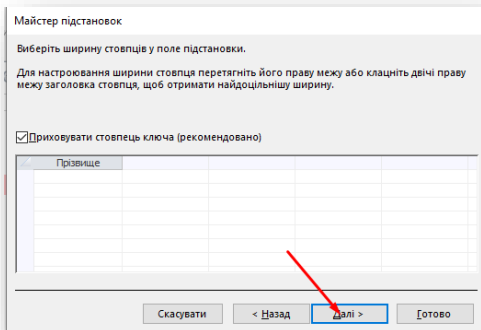 Майстер підстановок
Виберіть ширину стовпців у поле підстановки.
Для настроювання ширини стовпця перетягніть його праву межу або клацніть двічі праву
межу заголовка стовпця, щоб отримати найдоцільнішу ширину.
Приховувати стовпець ключа (рекомендовано)
Прізвище
Скасувати
< Назад
Далі >
Готово